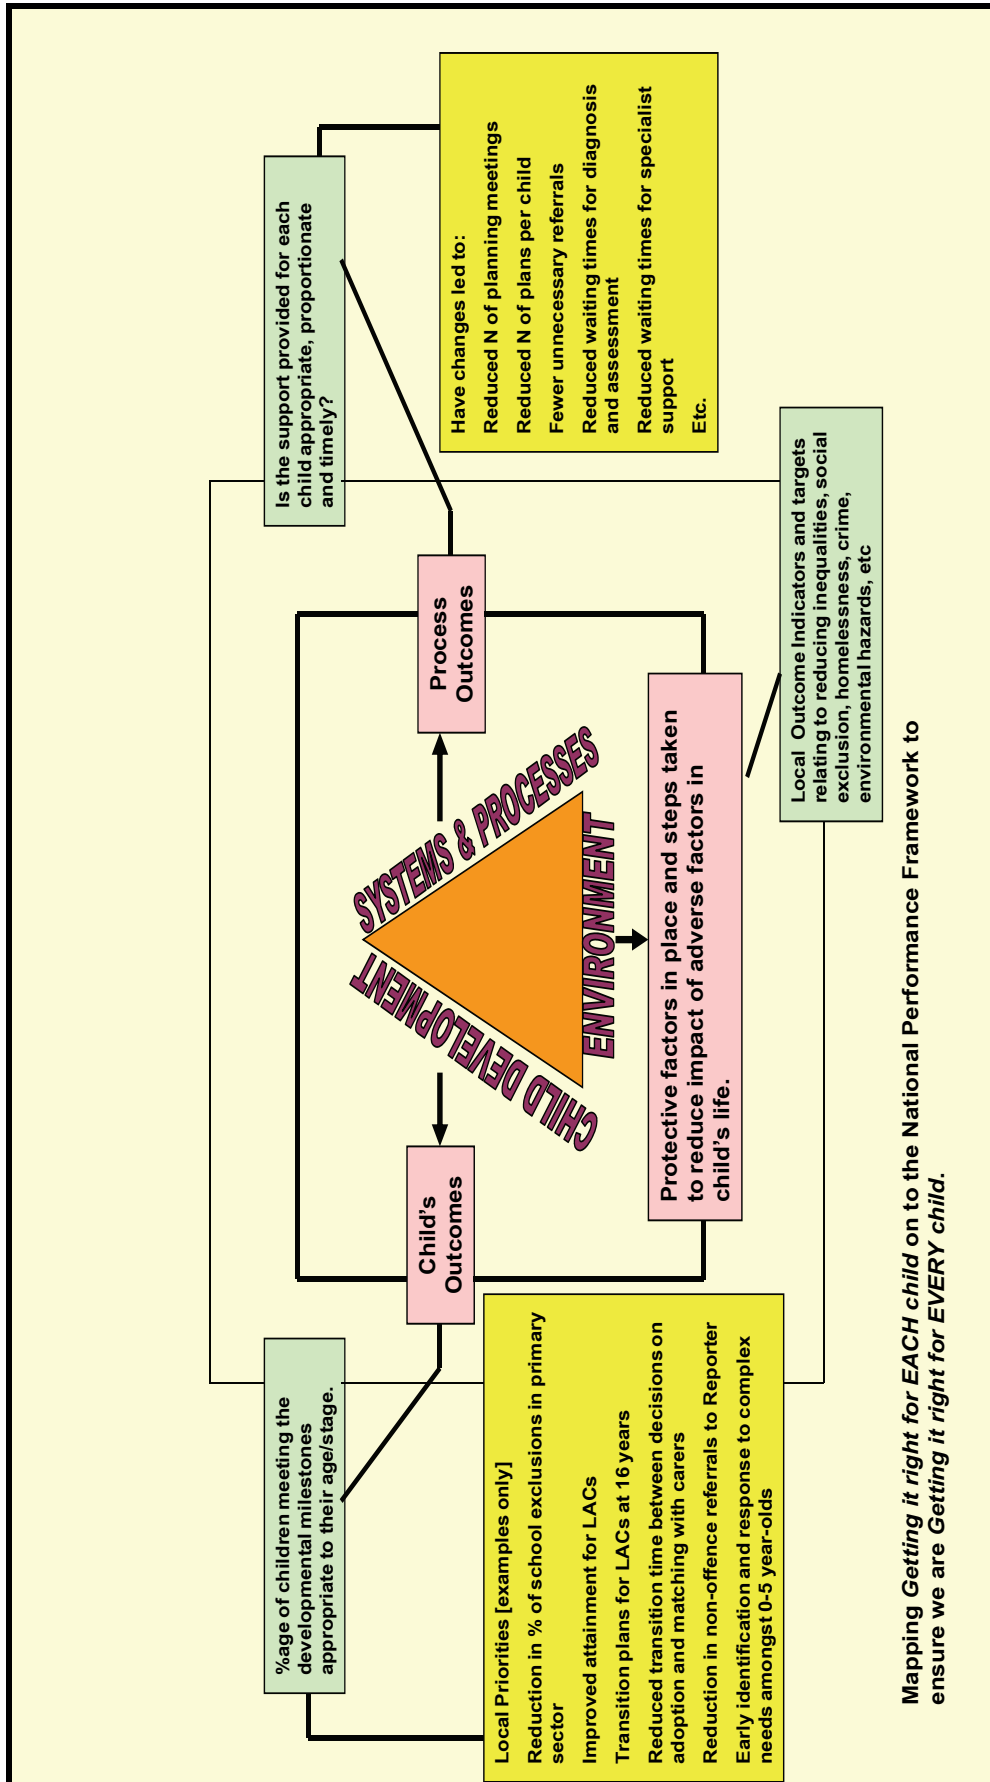 %age of children meeting the
developmental milestones
appropriate to their age/stage.
Is the support provided for each
child appropriate, proportionate
and timely?
Child's
Outcomes
CHILD DEVELOPMENT
SYSTEMS & PROCESSES
ENVIRONMENT
Process
Outcomes
Local Priorities [examples only]
Reduction in % of school exclusions in primary
sector
Improved attainment for LACs
Transition plans for LACs at 16 years
Reduced transition time between decisions on
adoption and matching with carers
Reduction in non-offence referrals to Reporter
Early identification and response to complex
needs amongst 0-5 year-olds
Protective factors in place and steps taken
to reduce impact of adverse factors in
child's life.
Have changes led to:
Reduced N of planning meetings
Reduced N of plans per child
Fewer unnecessary referrals
Reduced waiting times for diagnosis
and assessment
Reduced waiting times for specialist
support
Etc.
Local Outcome Indicators and targets
relating to reducing inequalities, social
exclusion, homelessness, crime,
environmental hazards, etc
Mapping Getting it right for EACH child on to the National Performance Framework to
ensure we are Getting it right for EVERY child.